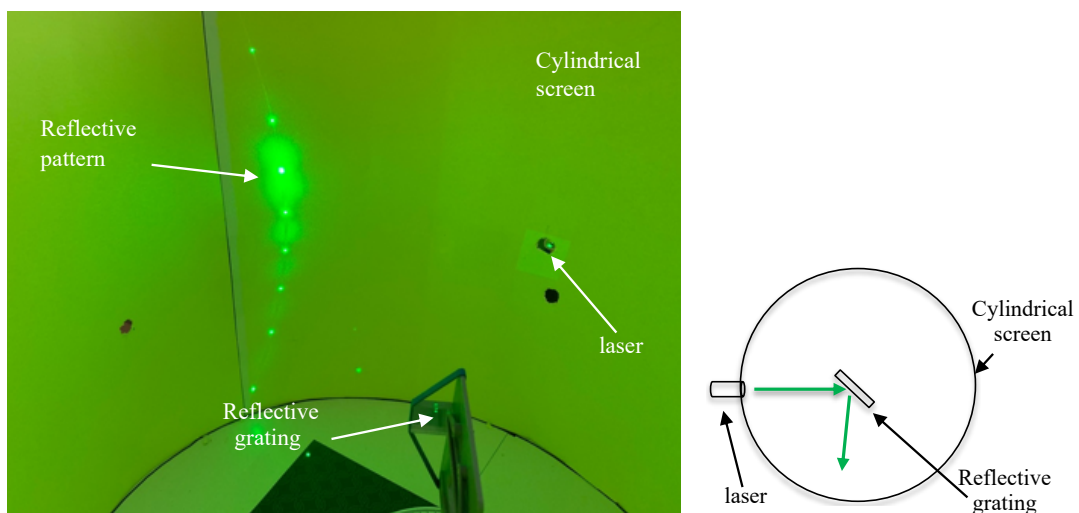 Cylindrical
screen
Reflective
pattern
laser
Reflective
grating
Cylindrical
screen
Reflective
grating
laser